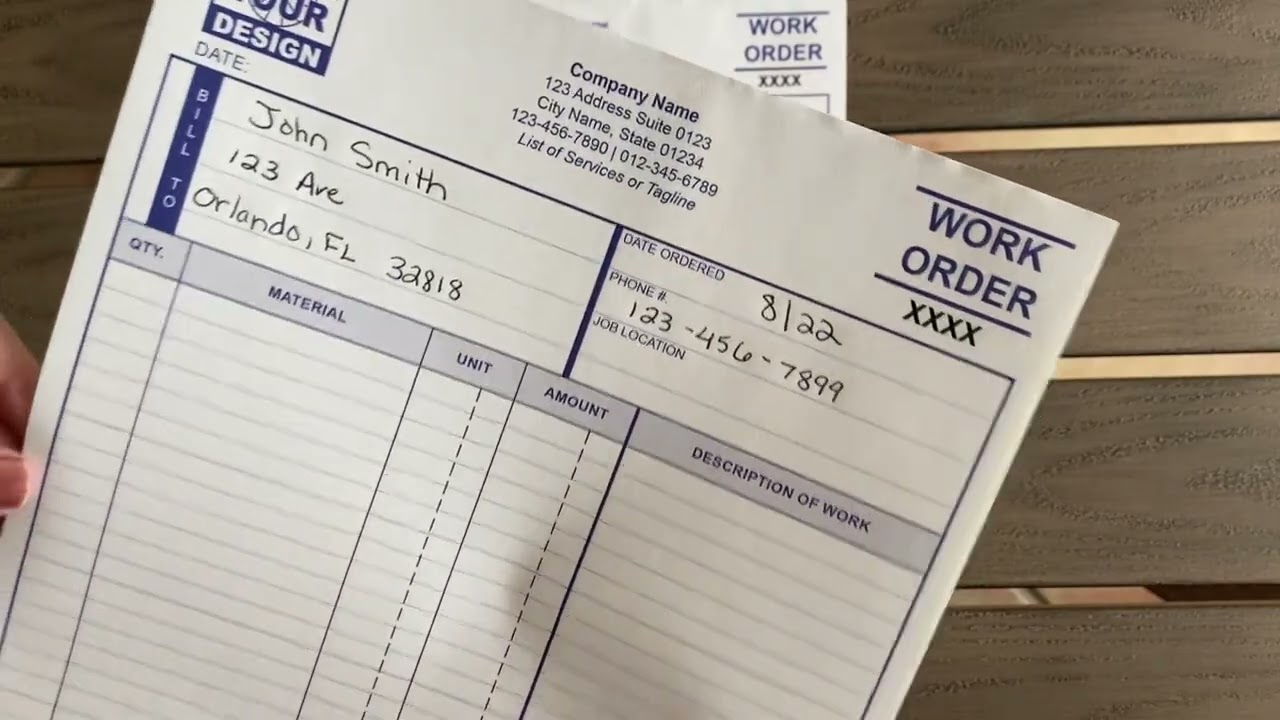 YOUR
DESIGN
DATE:
WORK
ORDER
XXXX
Company Name
123 Address Suite 0123
City Name, State 01234
123-456-7890 | 012-345-6789
List of Services or Tagline
WORK
ORDER
XXXX
BILL TO
John Smith
123 Ave
Orlando, FL 32818
DATE ORDERED
8/22
PHONE #.
123-456-7899
JOB LOCATION
QTY.
MATERIAL
UNIT
AMOUNT
DESCRIPTION OF WORK